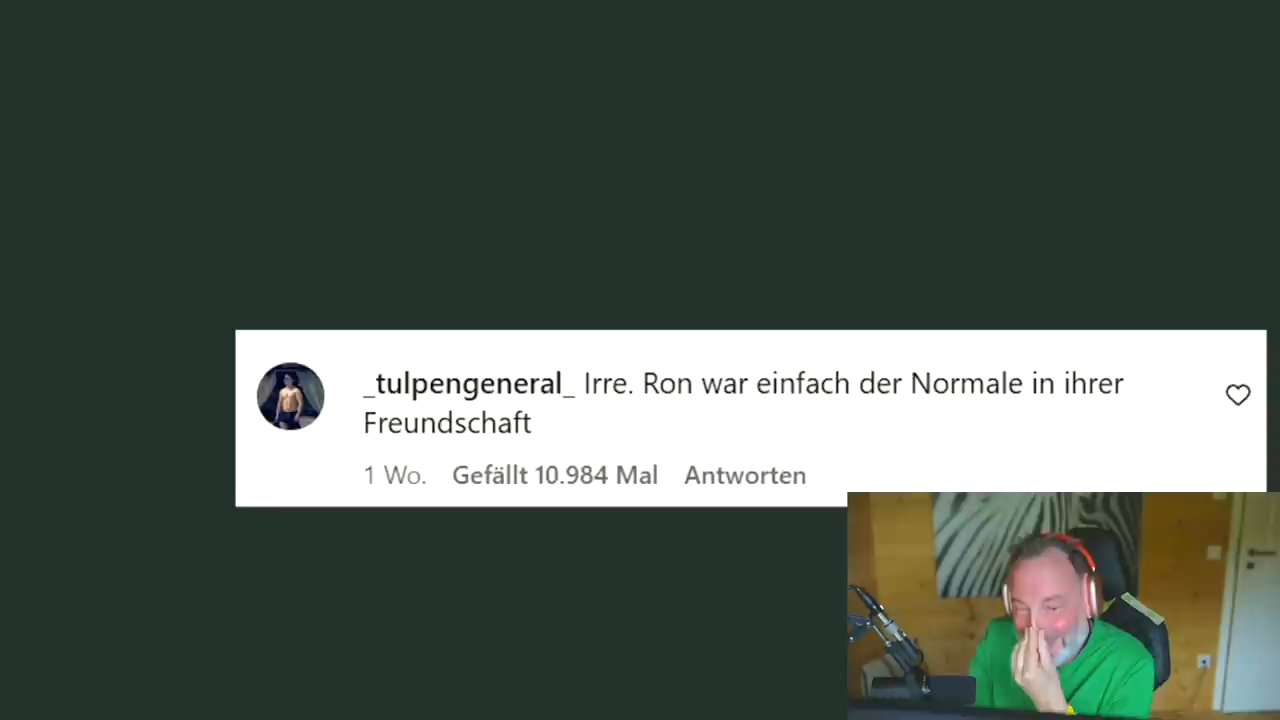 _tulpengeneral_ Irre. Ron war einfach der Normale in ihrer
Freundschaft
1 Wo. Gefällt 10.984 Mal Antworten